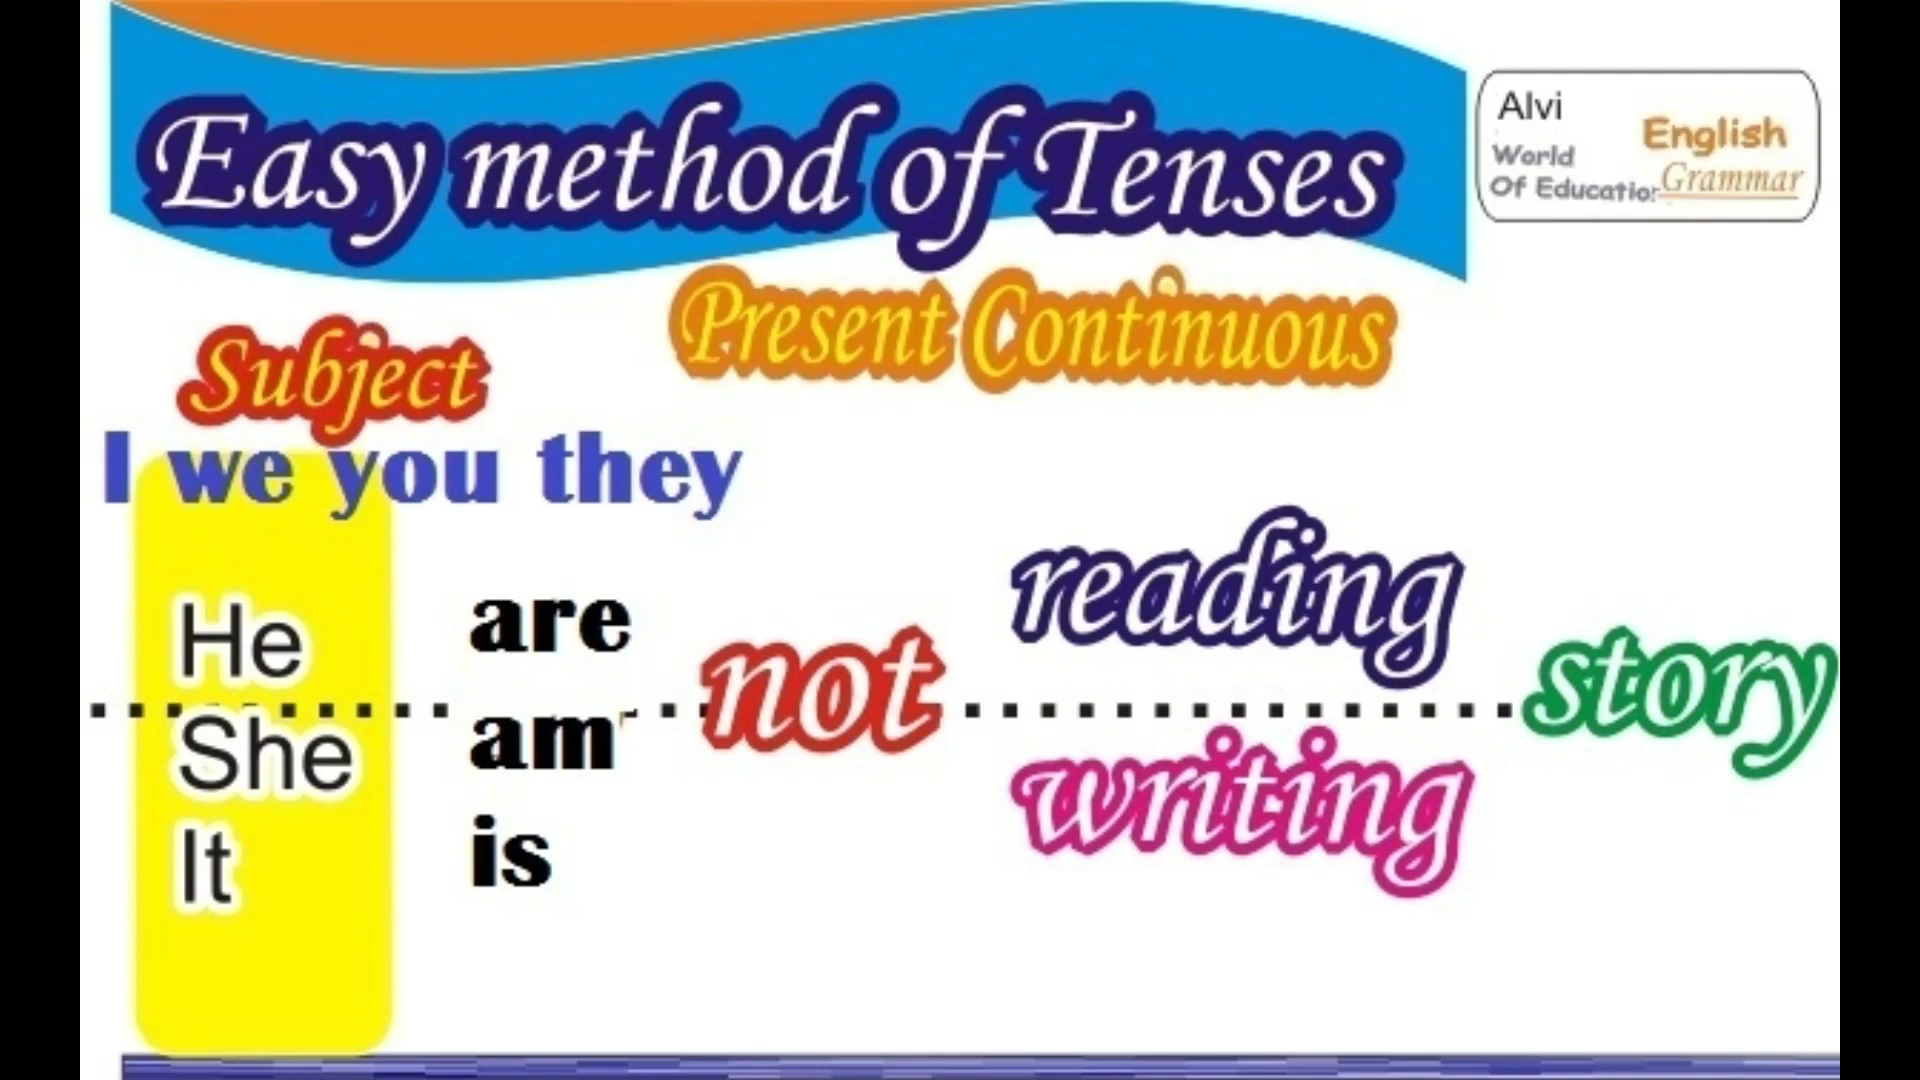 Easy method of Tenses
Alvi
World
Of Education
English
Grammar
Present Continuous
Subject
I we you they
He
She
It
are
am
is
not
reading
writing
story